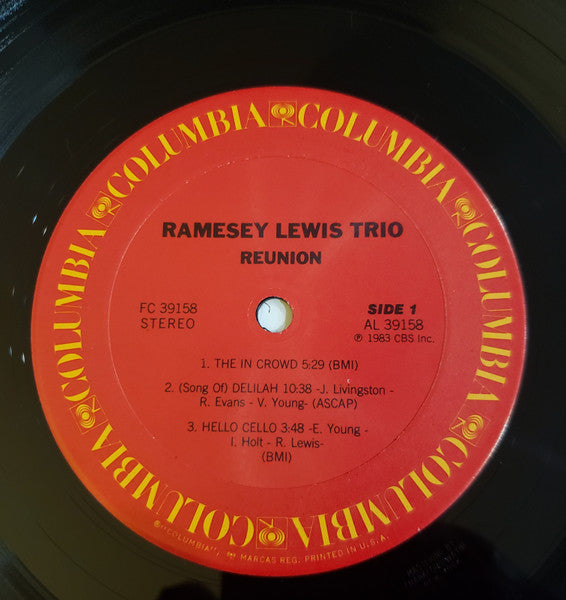 COLUMBIA COLUMBIA COLUMBIA COLUMBIA COLUMBIA COLUMBIA
RAMESEY LEWIS TRIO
REUNION
FC 39158
STEREO
SIDE 1
AL 39158
℗ 1983 CBS Inc.
1. THE IN CROWD 5:29 (BMI)
2. (Song Of) DELILAH 10:38 -J. Livingston -
R. Evans - V. Young- (ASCAP)
3. HELLO CELLO 3:48 -E. Young -
I. Holt - R. Lewis-
(BMI)
®"COLUMBIA", MARCAS REG. PRINTED IN U.S.A.